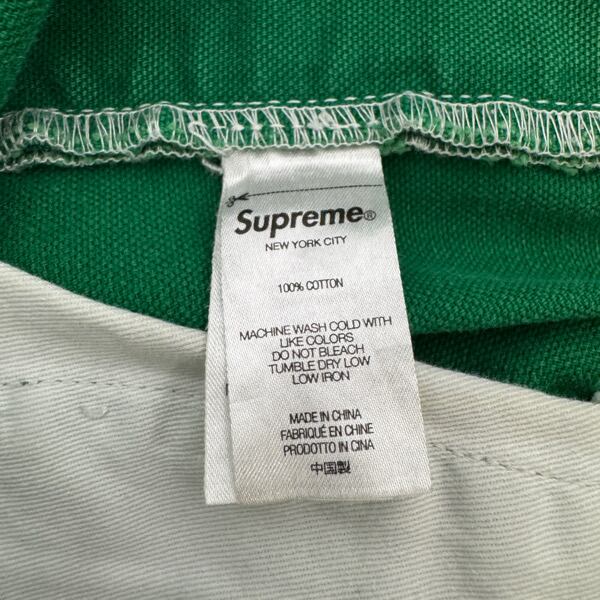 Supreme®
NEW YORK CITY
100% COTTON
MACHINE WASH COLD WITH
LIKE COLORS
DO NOT BLEACH
TUMBLE DRY LOW
LOW IRON
MADE IN CHINA
FABRIQUÉ EN CHINE
PRODOTTO IN CINA
中国製